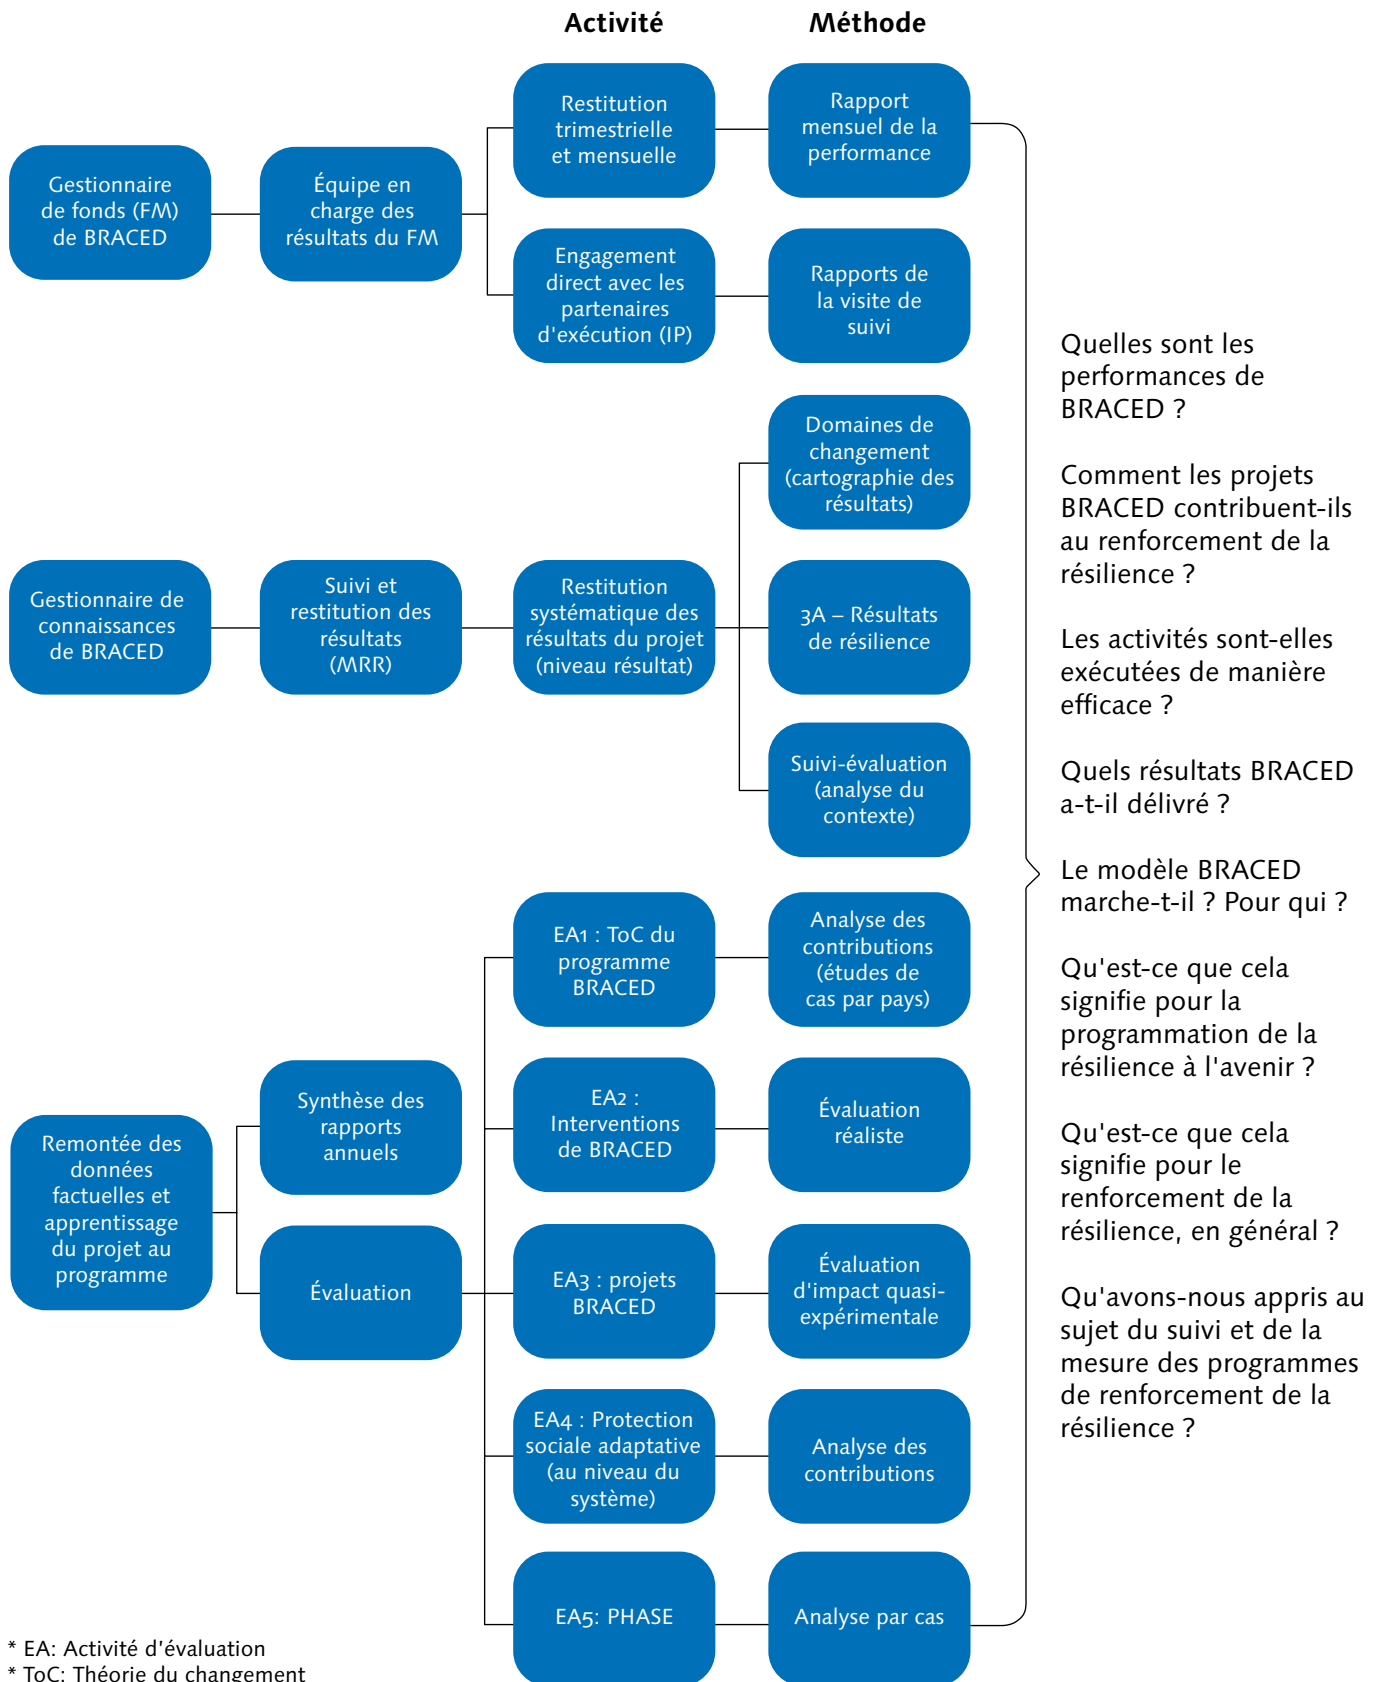 Activité
Méthode
Gestionnaire
de fonds (FM)
de BRACED
Équipe en
charge des
résultats du FM
Restitution
trimestrielle
et mensuelle
Rapport
mensuel de la
performance
Engagement
direct avec les
partenaires
d'exécution (IP)
Rapports de
la visite de
suivi
Gestionnaire de
connaissances
de BRACED
Suivi et
restitution des
résultats
(MRR)
Restitution
systématique des
résultats du projet
(niveau résultat)
Domaines de
changement
(cartographie des
résultats)
3A – Résultats
de résilience
Suivi-évaluation
(analyse du
contexte)
Remontée des
données
factuelles et
apprentissage
du projet au
programme
Synthèse des
rapports
annuels
Évaluation
EA1 : ToC du
programme
BRACED
Analyse des
contributions
(études de
cas par pays)
EA2 :
Interventions
de BRACED
Évaluation
réaliste
EA3 : projets
BRACED
Évaluation
d'impact quasi-
expérimentale
EA4 : Protection
sociale adaptative
(au niveau du
système)
Analyse des
contributions
EA5: PHASE
Analyse par cas
Quelles sont les
performances de
BRACED ?
Comment les projets
BRACED contribuent-ils
au renforcement de la
résilience ?
Les activités sont-elles
exécutées de manière
efficace ?
Quels résultats BRACED
a-t-il délivré ?
Le modèle BRACED
marche-t-il ? Pour qui ?
Qu'est-ce que cela
signifie pour la
programmation de la
résilience à l'avenir ?
Qu'est-ce que cela
signifie pour le
renforcement de la
résilience, en général ?
Qu'avons-nous appris au
sujet du suivi et de la
mesure des programmes
de renforcement de la
résilience ?
* EA: Activité d’évaluation
* ToC: Théorie du changement